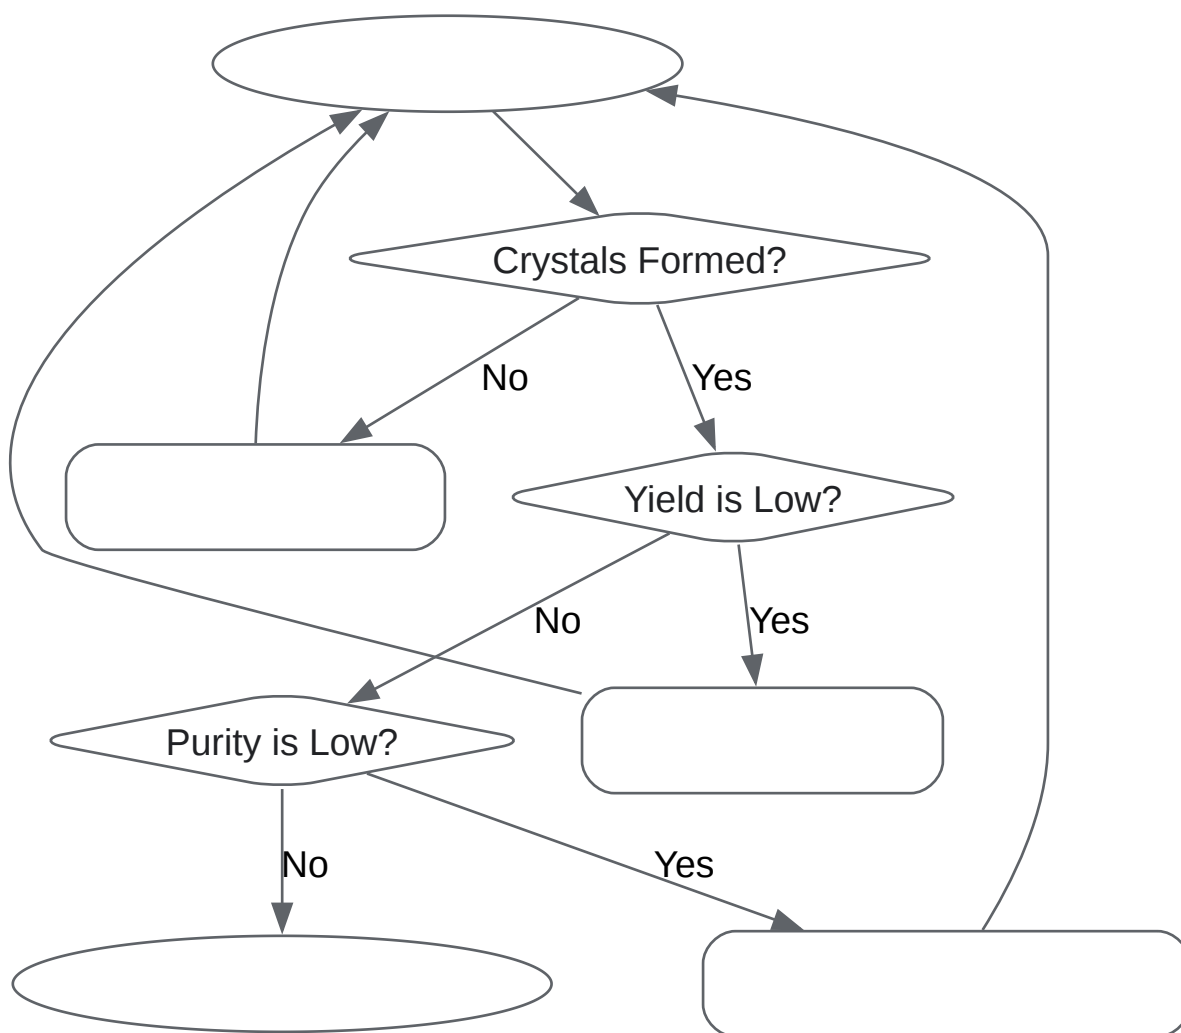 Crystals Formed?
No
Yes
Yield is Low?
No
Yes
Purity is Low?
No
Yes